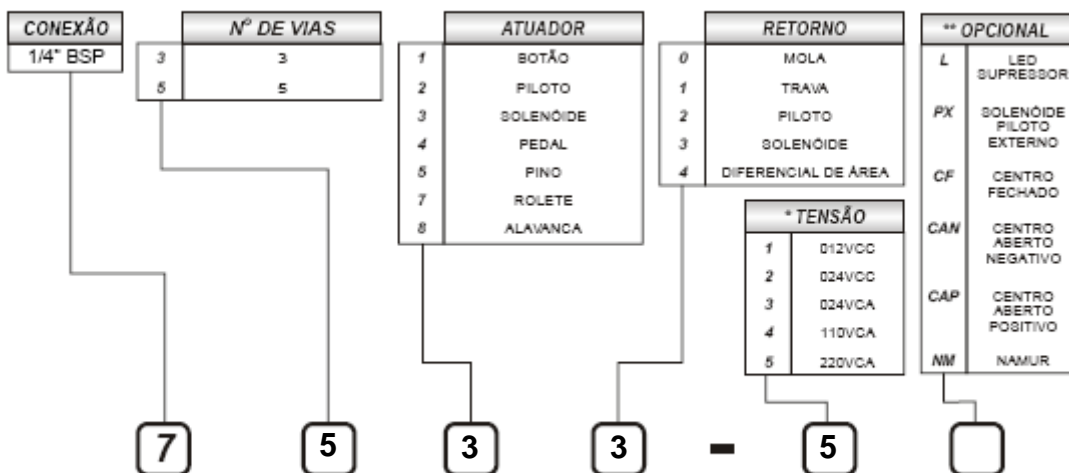 CONEXÃO
1/4" BSP
Nº DE VIAS
3 3
5 5
ATUADOR
1 BOTÃO
2 PILOTO
3 SOLENÓIDE
4 PEDAL
5 PINO
7 ROLETE
8 ALAVANCA
RETORNO
0 MOLA
1 TRAVA
2 PILOTO
3 SOLENÓIDE
4 DIFERENCIAL DE ÁREA
* TENSÃO
1 012VCC
2 024VCC
3 024VCA
4 110VCA
5 220VCA
** OPCIONAL
L LED
SUPRESSOR
PX SOLENÓIDE
PILOTO
EXTERNO
CF CENTRO
FECHADO
CAN CENTRO
ABERTO
NEGATIVO
CAP CENTRO
ABERTO
POSITIVO
NM NAMUR
7 5 3 3 - 5